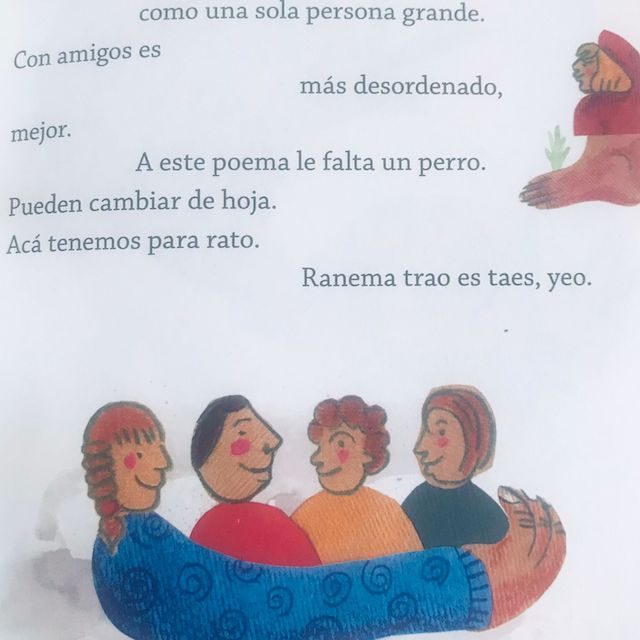 como una sola persona grande.
Con amigos es
más desordenado,
mejor.
A este poema le falta un perro.
Pueden cambiar de hoja.
Acá tenemos para rato.
Ranema trao es taes, yeo.